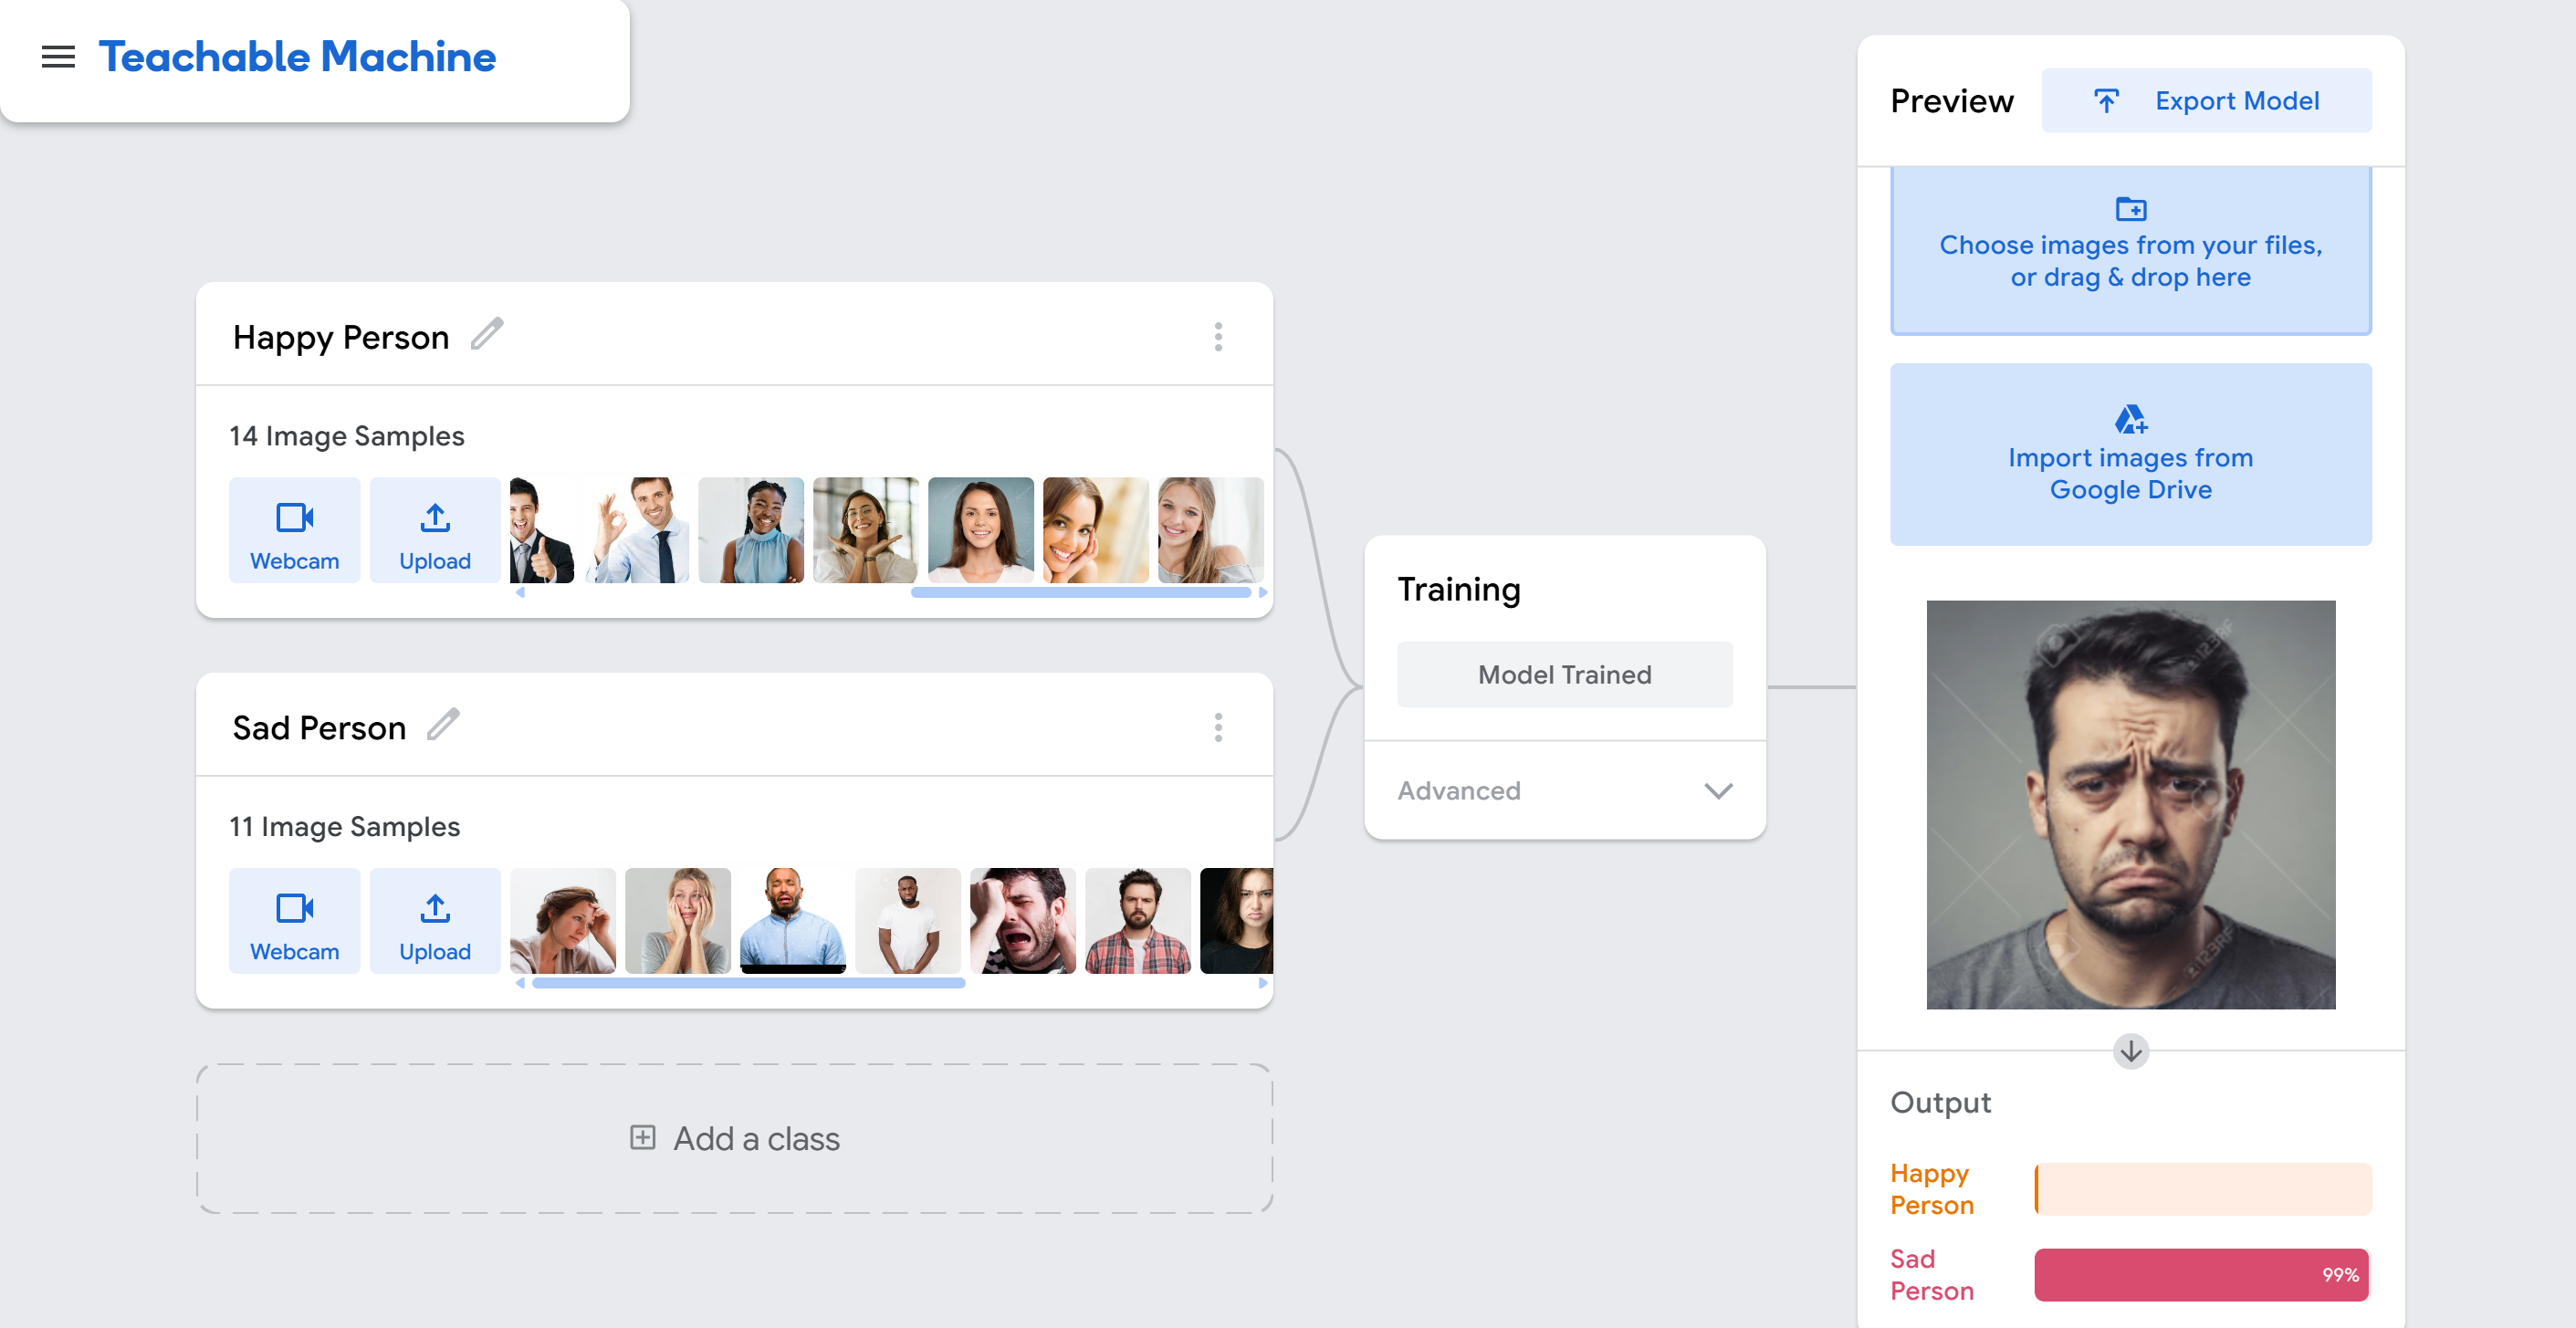 Teachable Machine
Preview
Export Model
Choose images from your files,
or drag & drop here
Import images from
Google Drive
Happy Person
14 Image Samples
Webcam
Upload
Sad Person
11 Image Samples
Webcam
Upload
Add a class
Training
Model Trained
Advanced
123RF
123RF
Output
Happy
Person
Sad
Person
99%